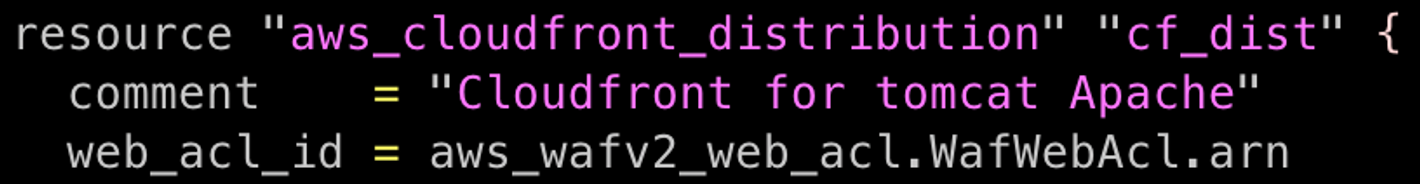 resource "aws_cloudfront_distribution" "cf_dist" {
  comment    = "Cloudfront for tomcat Apache"
  web_acl_id = aws_wafv2_web_acl.WafWebAcl.arn